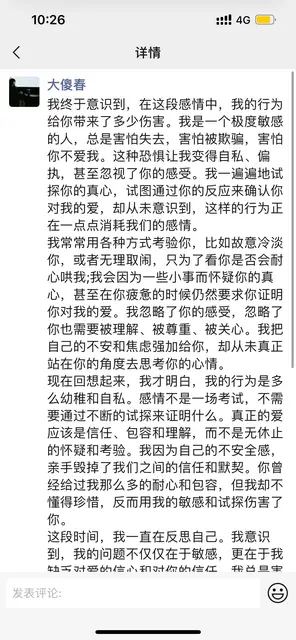 10:26
4G
详情
大傻春
我终于意识到，在这段感情中，我的行为
给你带来了多少伤害。我是一个极度敏感
的人，总是害怕失去，害怕被欺骗，害怕
你不爱我。这种恐惧让我变得自私、偏
执，甚至忽视了你的感受。我一遍遍地试
探你的真心，试图通过你的反应来确认你
对我的爱，却从未意识到，这样的行为正
在一点点消耗我们的感情。
我常常用各种方式考验你，比如故意冷淡
你，或者无理取闹，只为了看你是否会耐
心哄我;我会因为一些小事而怀疑你的真
心，甚至在你疲惫的时候仍然要求你证明
你对我的爱。我忽略了你的感受，忽略了
你也需要被理解、被尊重、被关心。我把
自己的不安和焦虑强加给你，却从未真正
站在你的角度去思考你的心情。
现在回想起来，我才明白，我的行为是多
么幼稚和自私。感情不是一场考试，不需
要通过不断的试探来证明什么。真正的爱
应该是信任、包容和理解，而不是无休止
的怀疑和考验。我因为自己的不安全感，
亲手毁掉了我们之间的信任和默契。你曾
经给过我那么多的耐心和包容，但我却不
懂得珍惜，反而用我的敏感和试探伤害了
你。
这段时间，我一直在反思自己。我意识
到，我的问题不仅仅在于敏感，更在于我
缺乏对爱的信心和对你的信任。我总是害
发表评论: